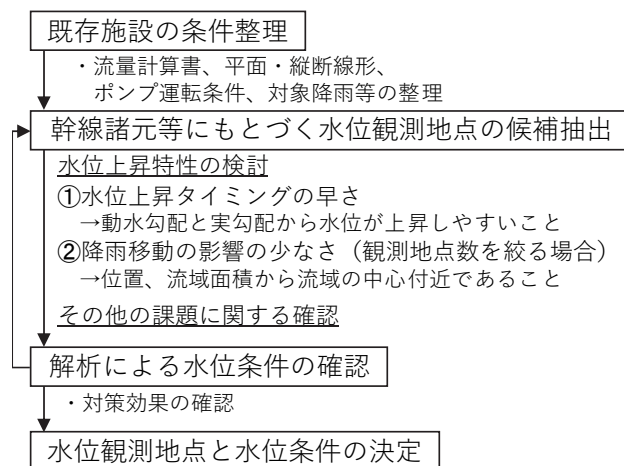 既存施設の条件整理
・流量計算書、平面・縦断線形、
ポンプ運転条件、対象降雨等の整理
幹線諸元等にもとづく水位観測地点の候補抽出
水位上昇特性の検討
①水位上昇タイミングの早さ
→動水勾配と実勾配から水位が上昇しやすいこと
②降雨移動の影響の少なさ（観測地点数を絞る場合）
→位置、流域面積から流域の中心付近であること
その他の課題に関する確認
解析による水位条件の確認
・対策効果の確認
水位観測地点と水位条件の決定